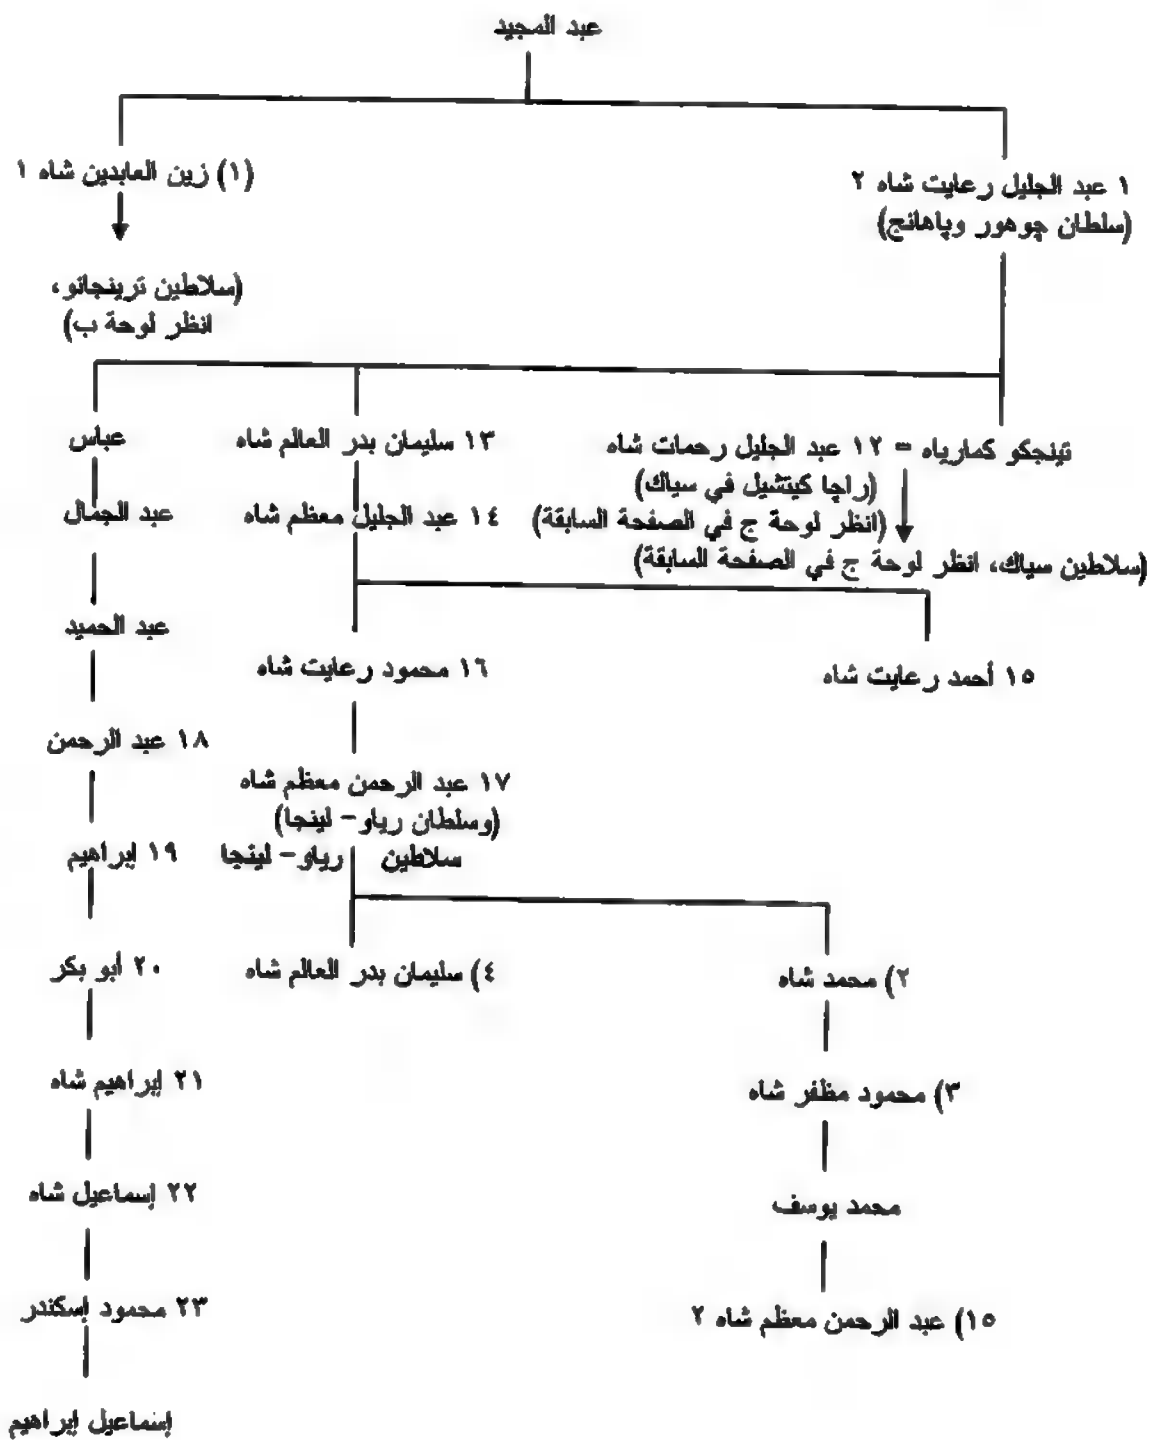 عبد المجيد
١ عبد الجليل رعايت شاه ٢
(سلطان چوهور وپاهانج)
(١) زين العابدين شاه ١
(سلاطين ترينجانو،
انظر لوحة ب)
تينجكو كمارياه = ١٢ عبد الجليل رحمات شاه
(راچا كيتشيل في سياك)
(انظر لوحة ج في الصفحة السابقة)
(سلاطين سياك، انظر لوحة ج في الصفحة السابقة)
١٣ سليمان بدر العالم شاه
عباس
١٤ عبد الجليل معظم شاه
عبد الجمال
عبد الحميد
١٥ أحمد رعايت شاه
١٦ محمود رعايت شاه
١٨ عبد الرحمن
١٧ عبد الرحمن معظم شاه
(وسلطان رياو- لينجا)
سلاطين رياو- لينجا
١٩ إبراهيم
٢) محمد شاه
٤) سليمان بدر العالم شاه
٢٠ أبو بكر
٣) محمود مظفر شاه
٢١ إبراهيم شاه
محمد يوسف
٢٢ إسماعيل شاه
١٥) عبد الرحمن معظم شاه ٢
٢٣ محمود إسكندر
إسماعيل إبراهيم